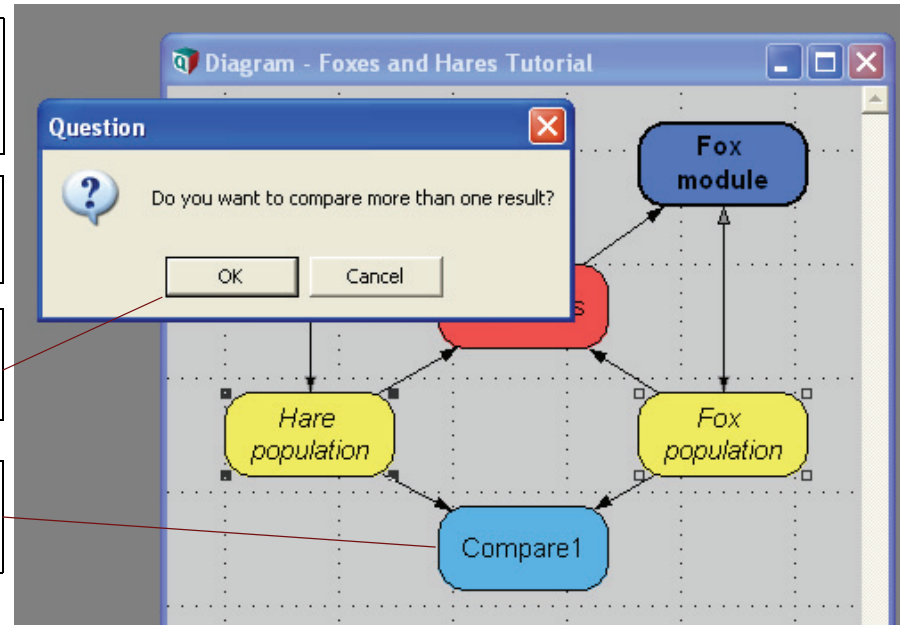 Diagram - Foxes and Hares Tutorial
Question
Do you want to compare more than one result?
OK
Cancel
Fox
module
s
Hare
population
Fox
population
Compare1